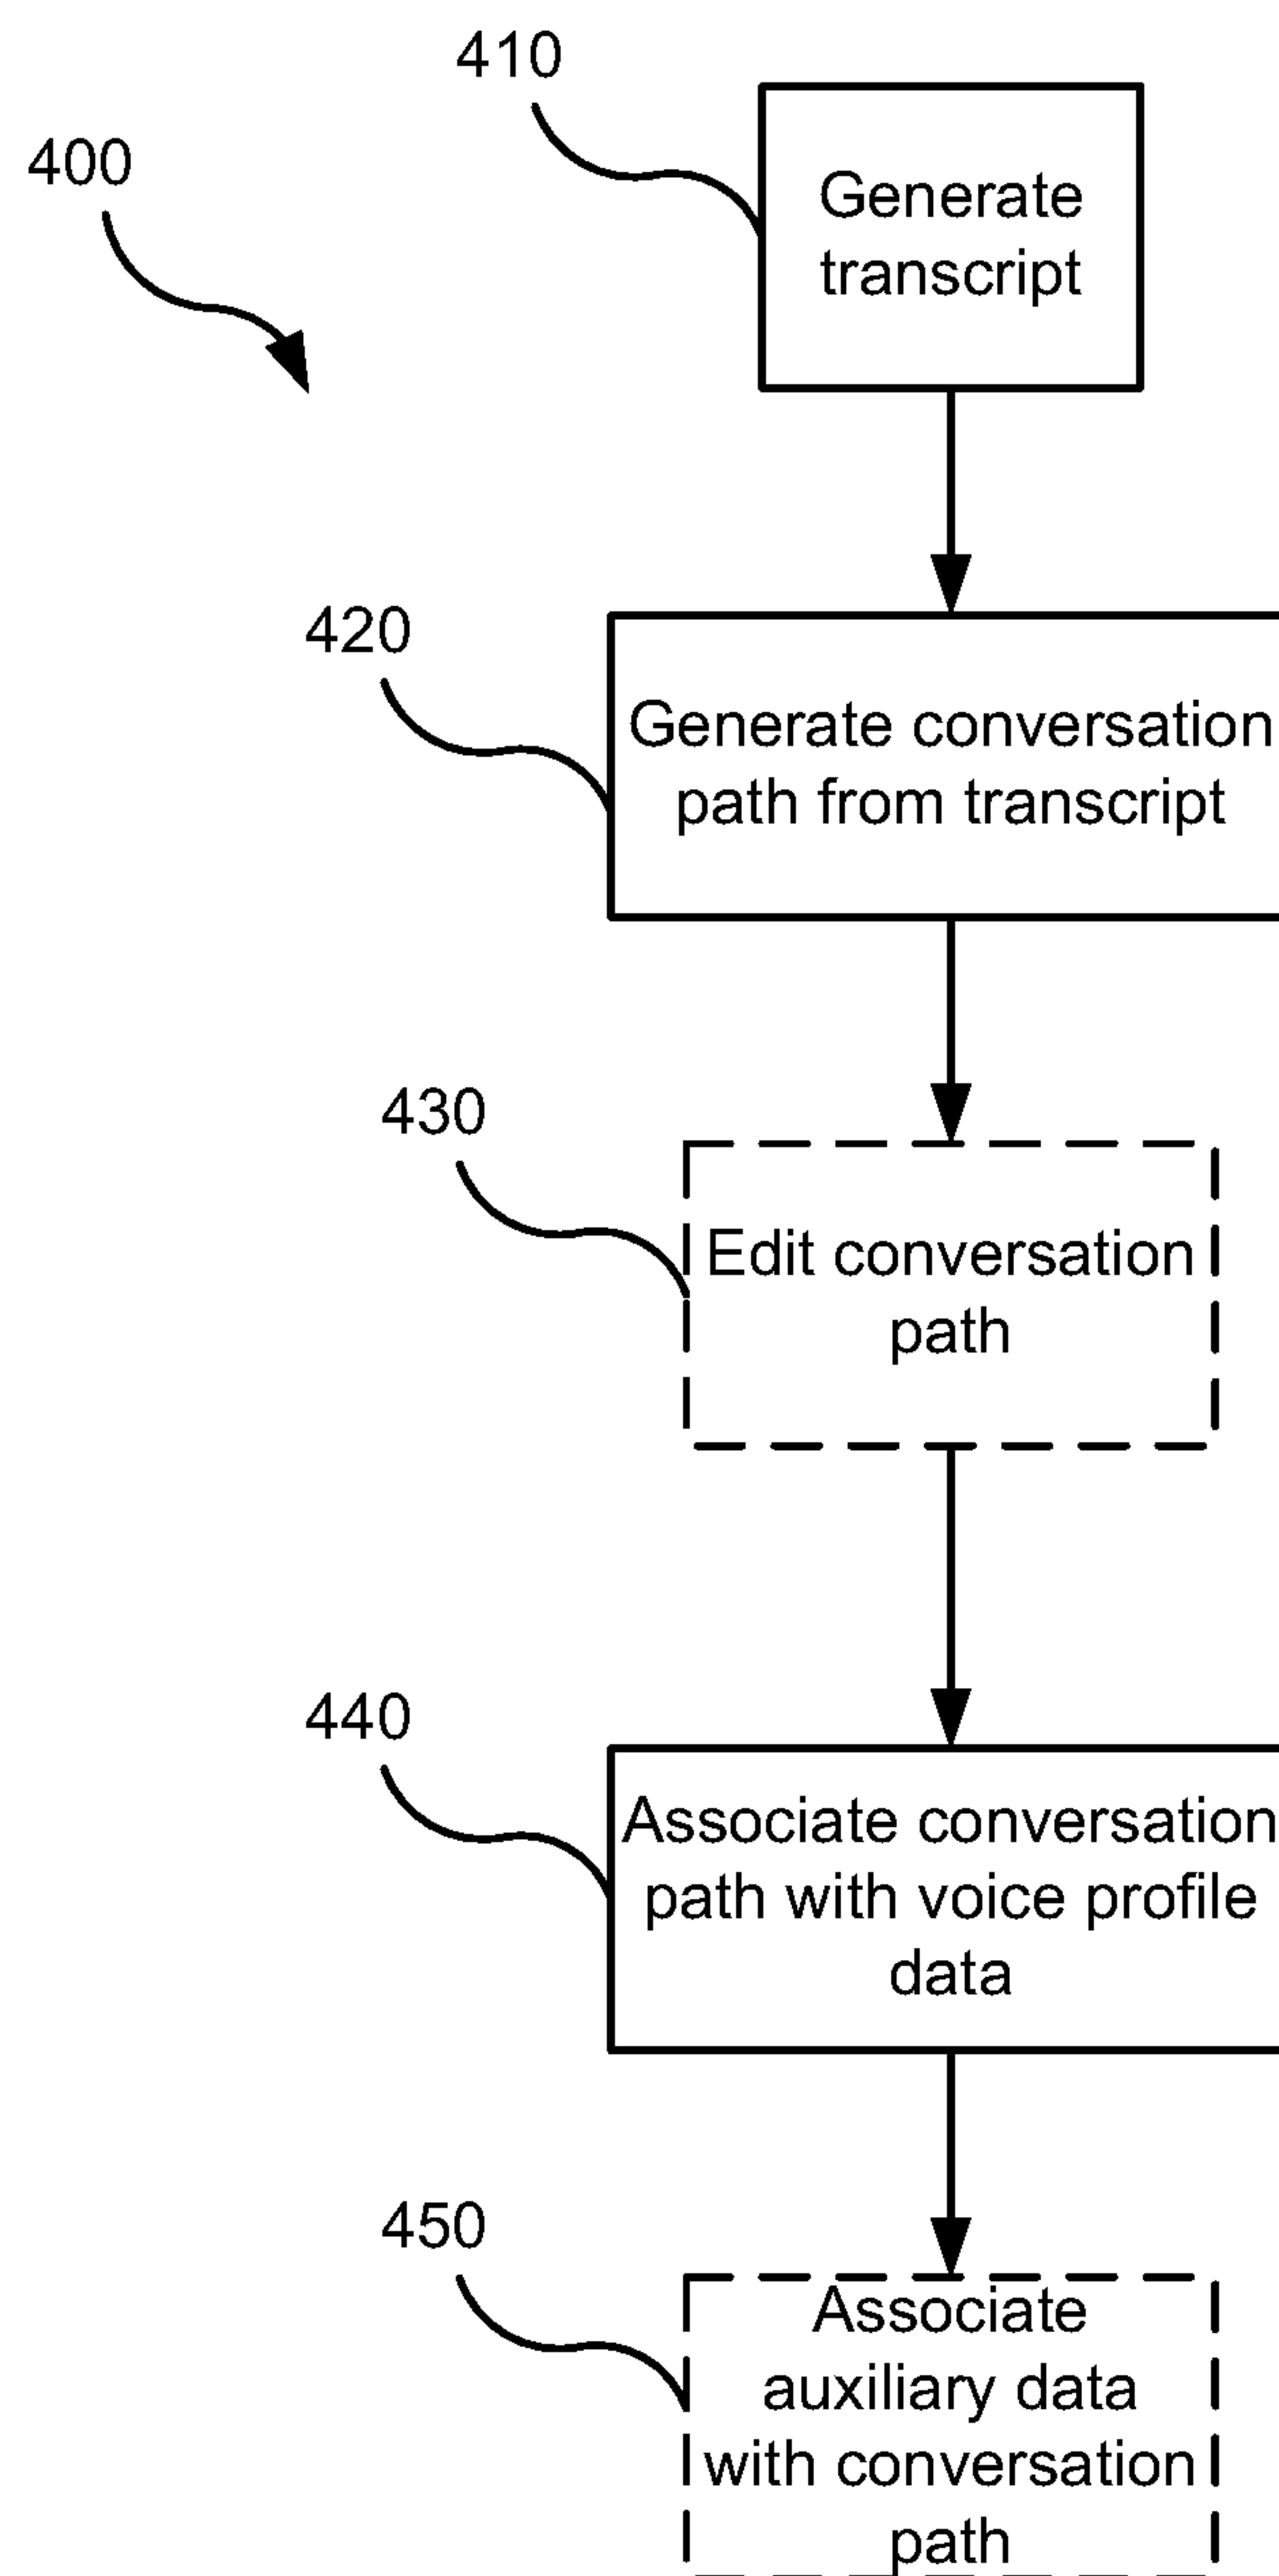 410
400
Generate
transcript
420
Generate conversation
path from transcript
430
Edit conversation
path
440
Associate conversation
path with voice profile
data
450
Associate
auxiliary data
with conversation
path